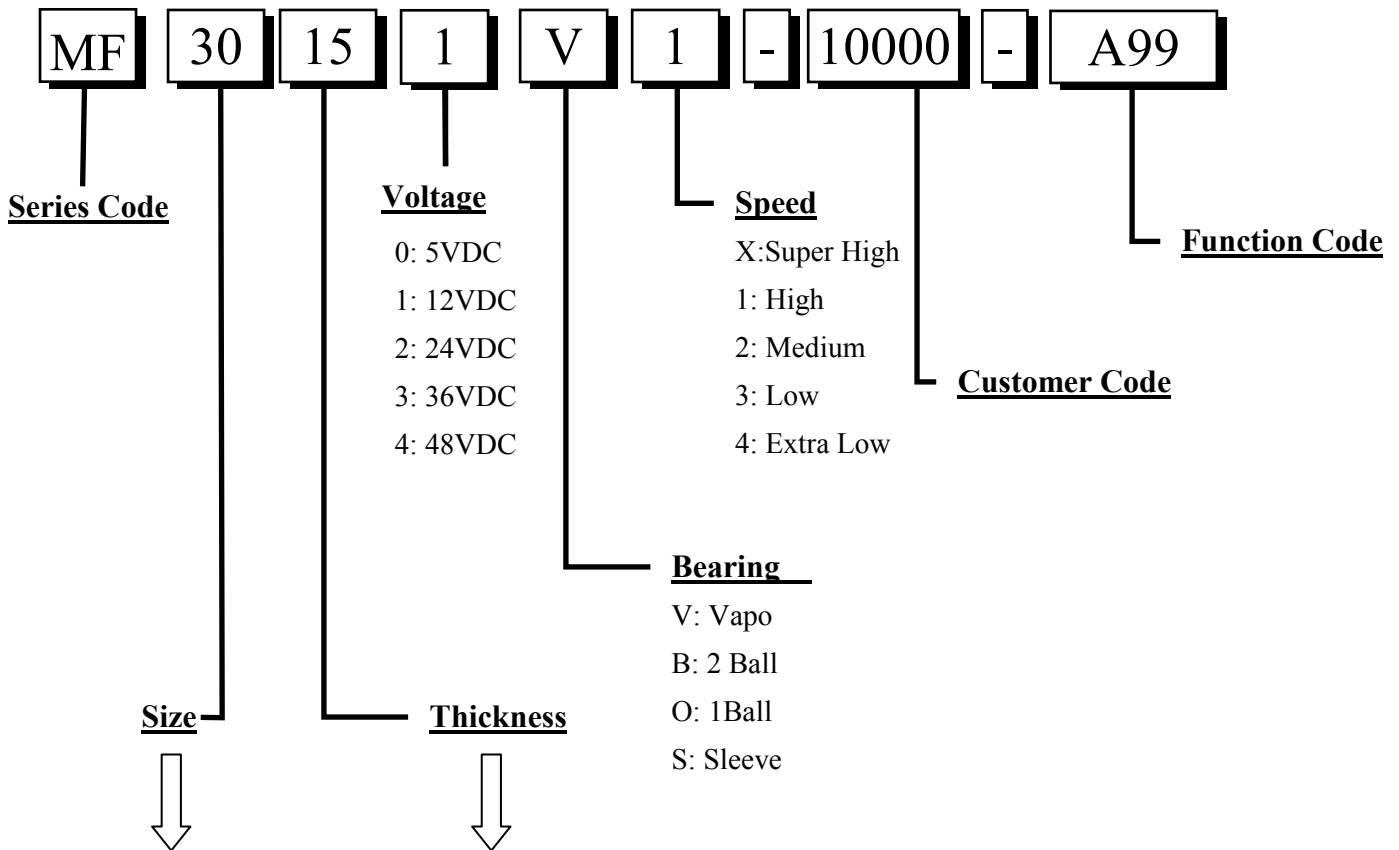 MF 30 15 1 V 1 - 10000 - A99
Series Code
Voltage
0: 5VDC
1: 12VDC
2: 24VDC
3: 36VDC
4: 48VDC
Speed
X:Super High
1: High
2: Medium
3: Low
4: Extra Low
Function Code
Customer Code
Bearing
V: Vapo
B: 2 Ball
O: 1Ball
S: Sleeve
Size
Thickness